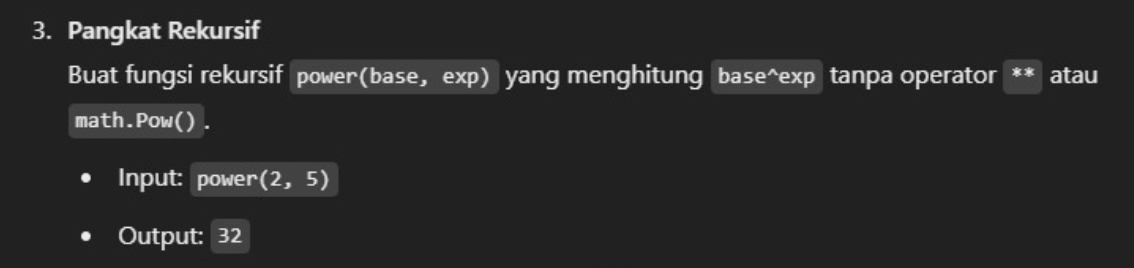 3. Pangkat Rekursif
Buat fungsi rekursif power(base, exp) yang menghitung base^exp tanpa operator ** atau
math.Pow().
• Input: power(2, 5)
• Output: 32